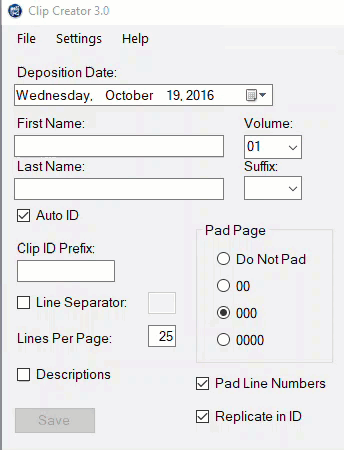 Clip Creator 3.0
File Settings Help
Deposition Date:
Wednesday, October 19, 2016
First Name: Volume:
01
Last Name: Suffix:
Auto ID
Pad Page
Clip ID Prefix:
Do Not Pad
00
Line Separator:
000
Lines Per Page: 25
0000
Descriptions
Pad Line Numbers
Save
Replicate in ID